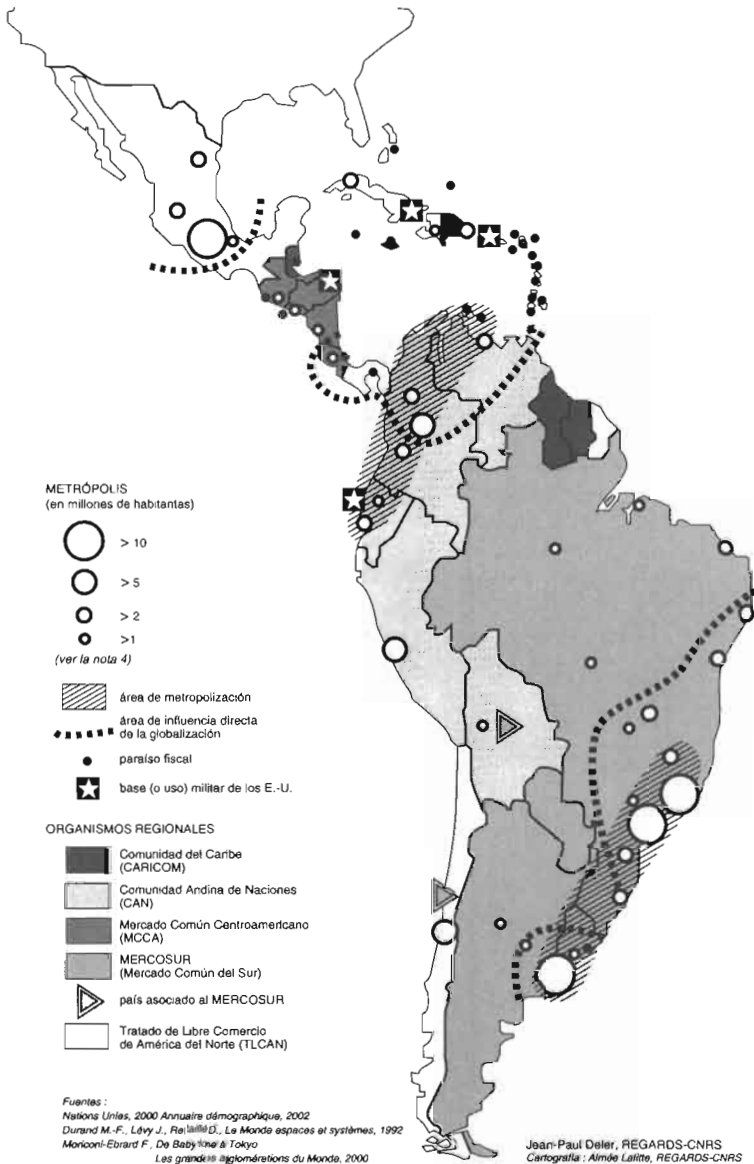 METRÓPOLIS
(en millones de habitantas)
> 10
> 5
> 2
>1
(ver la nota 4)
área de metropolización
área de influencia directa
de la globalización
paraíso fiscal
base (o uso) militar de los E.-U.
ORGANISMOS REGIONALES
Comunidad del Caribe
(CARICOM)
Comunidad Andina de Naciones
(CAN)
Mercado Común Centroamericano
(MCCA)
MERCOSUR
(Mercado Común del Sur)
país asociado al MERCOSUR
Tratado de Libre Comercio
de América del Norte (TLCAN)
Fuentes :
Nations Unies, 2000 Annuaire démographique, 2002
Durand M.-F., Lévy J., Retaillé D., Le Monde espaces et systèmes, 1992
Moriconi-Ebrard F., De Babylone à Tokyo
Les grandes agglomérations du Monde, 2000
Jean-Paul Deler, REGARDS-CNRS
Cartografía : Aimée Lafitte, REGARDS-CNRS